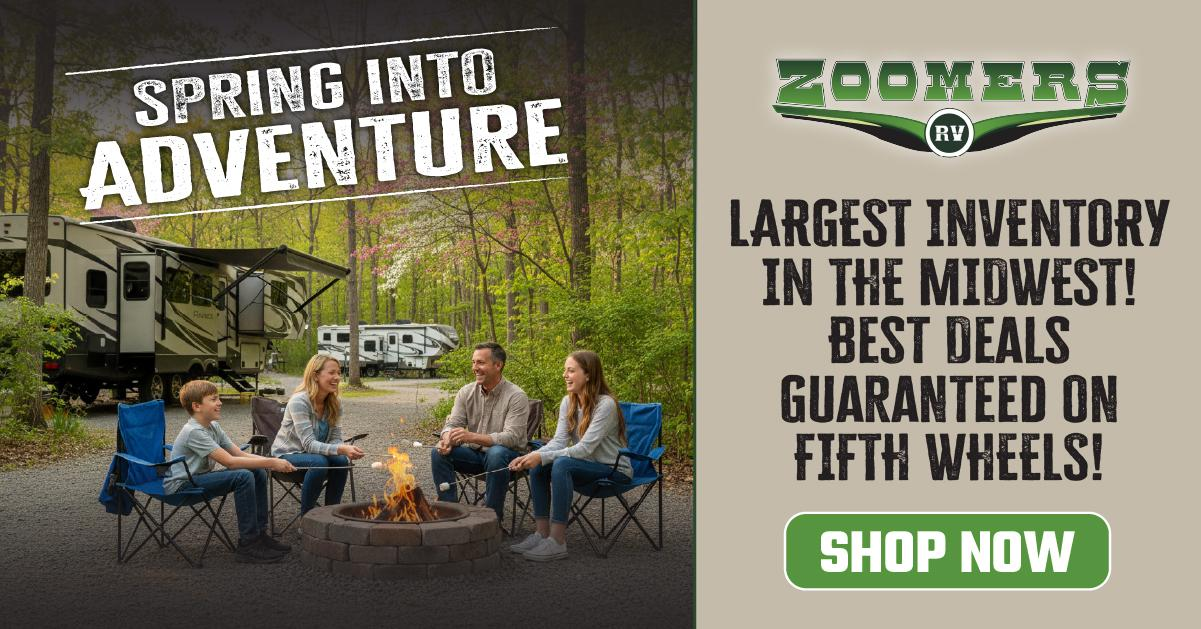 SPRING INTO
ADVENTURE
ZOOMERS
RV
LARGEST INVENTORY
IN THE MIDWEST!
BEST DEALS
GUARANTEED ON
FIFTH WHEELS!
SHOP NOW